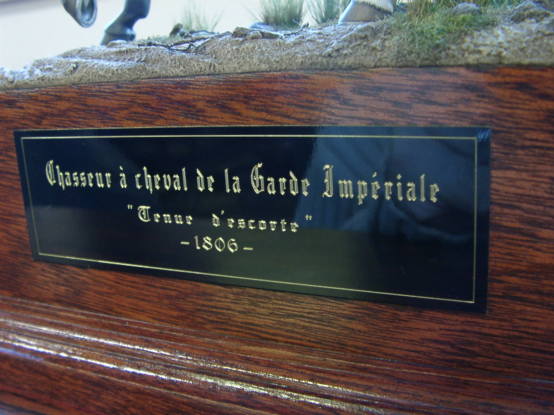 Chasseur à cheval de la Garde Impériale
"Tenue d'escorte"
-1806-